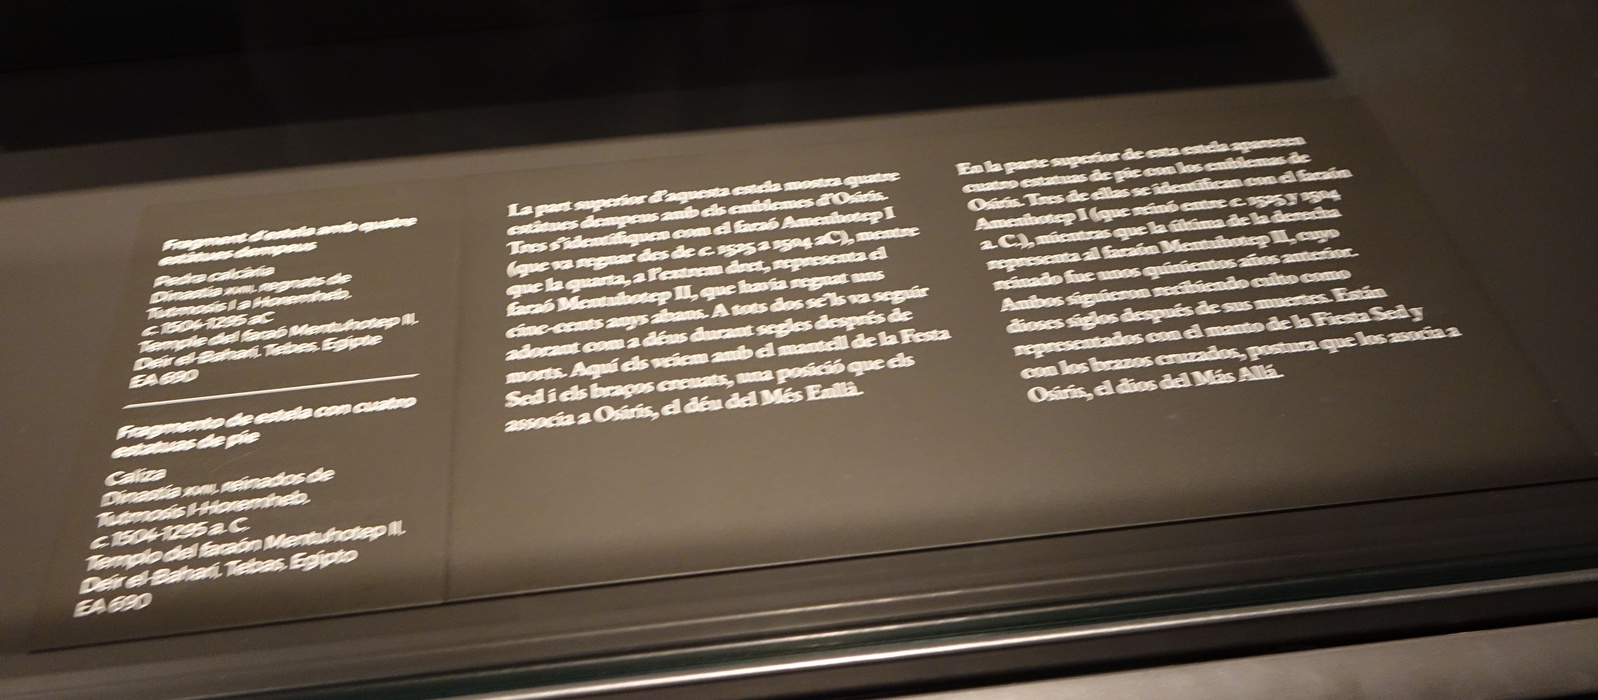 Fragment d'estela amb quatre
estàtues dempeus
Pedra calcària
Dinastia XVIII, regnats de
Tutmosis I a Horemheb,
c. 1504-1295 aC
Temple del faraó Mentuhotep II,
Deir el-Bahari, Tebas, Egipte
EA 690
Fragmento de estela con cuatro
estatuas de pie
Caliza
Dinastía XVIII, reinados de
Tutmosis I-Horemheb,
c. 1504-1295 a. C.
Templo del faraón Mentuhotep II,
Deir el-Bahari, Tebas, Egipto
EA 690
La part superior d'aquesta estela mostra quatre
estàtues dempeus amb els emblemes d'Osiris.
Tres s'identifiquen com el faraó Amenhotep I
(que va regnar des de c. 1525 a 1504 aC), mentre
que la quarta, a l'extrem dret, representa el
faraó Mentuhotep II, que havia regnat uns
cinc-cents anys abans. A tots dos se'ls va seguir
adorant com a déus durant segles després de
morts. Aquí els veiem amb el mantell de la Festa
Sed i els braços creuats, una posició que els
associa a Osiris, el déu del Més Enllà.
En la parte superior de esta estela aparecen
cuatro estatuas de pie con los emblemas de
Osiris. Tres de ellas se identifican con el faraón
Amenhotep I (que reinó entre c. 1525 y 1504
a. C.), mientras que la última de la derecha
representa al faraón Mentuhotep II, cuyo
reinado fue unos quinientos años anterior.
Ambos siguieron recibiendo culto como
dioses siglos después de sus muertes. Están
representados con el manto de la Fiesta Sed y
con los brazos cruzados, postura que los asocia a
Osiris, el dios del Más Allá.